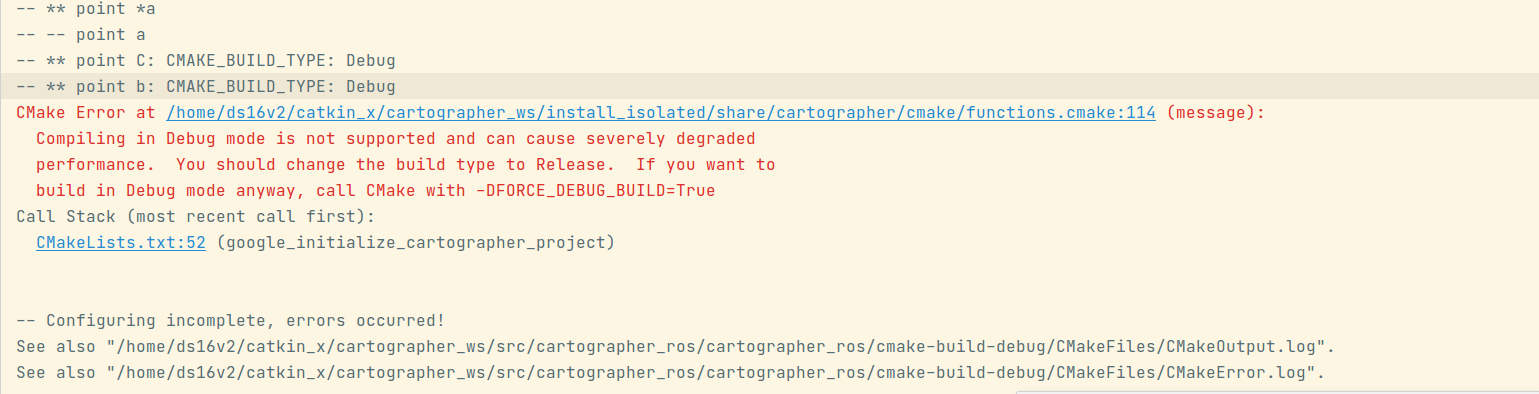 -- ** point *a
-- -- point a
-- ** point C: CMAKE_BUILD_TYPE: Debug
-- ** point b: CMAKE_BUILD_TYPE: Debug
CMake Error at /home/ds16v2/catkin_x/cartographer_ws/install_isolated/share/cartographer/cmake/functions.cmake:114 (message):
  Compiling in Debug mode is not supported and can cause severely degraded
  performance.  You should change the build type to Release.  If you want to
  build in Debug mode anyway, call CMake with -DFORCE_DEBUG_BUILD=True
Call Stack (most recent call first):
  CMakeLists.txt:52 (google_initialize_cartographer_project)
-- Configuring incomplete, errors occurred!
See also "/home/ds16v2/catkin_x/cartographer_ws/src/cartographer_ros/cartographer_ros/cmake-build-debug/CMakeFiles/CMakeOutput.log".
See also "/home/ds16v2/catkin_x/cartographer_ws/src/cartographer_ros/cartographer_ros/cmake-build-debug/CMakeFiles/CMakeError.log".